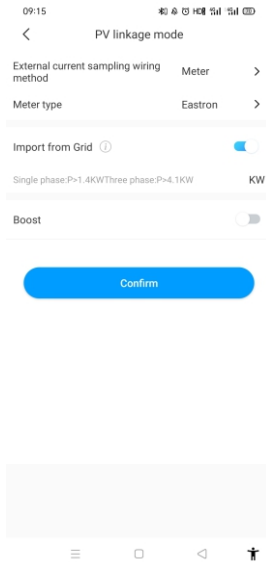 09:15
PV linkage mode
External current sampling wiring
method
Meter
Meter type
Eastron
Import from Grid
Single phase:P>1.4KWThree phase:P>4.1KW
KW
Boost
Confirm